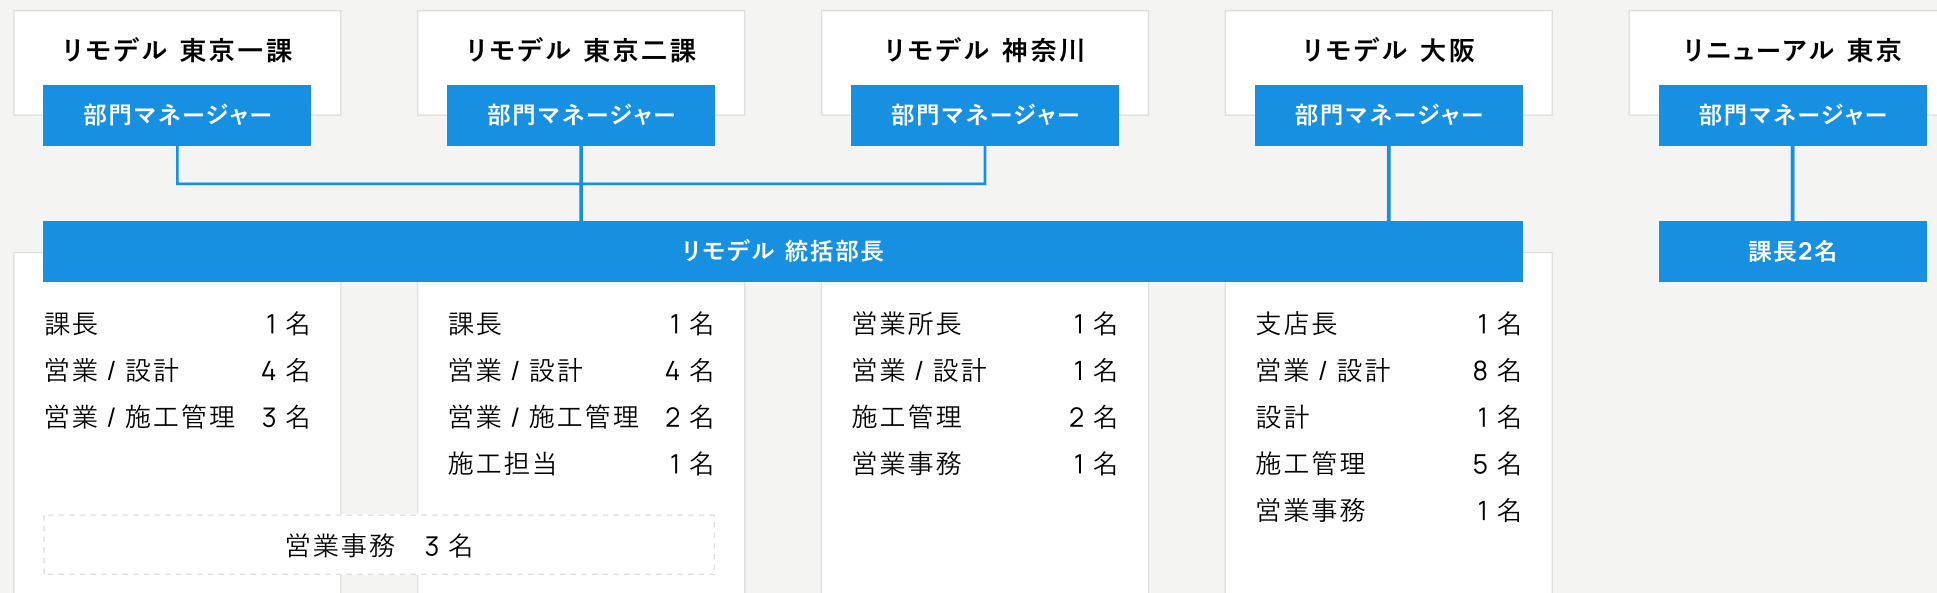 リモデル 東京一課
部門マネージャー
リモデル 東京二課
部門マネージャー
リモデル 神奈川
部門マネージャー
リモデル 大阪
部門マネージャー
リニューアル 東京
部門マネージャー
リモデル 統括部長
課長2名
課長 1 名
営業 / 設計 4 名
営業 / 施工管理 3 名
課長 1 名
営業 / 設計 4 名
営業 / 施工管理 2 名
施工担当 1 名
営業事務 3 名
営業所長 1 名
営業 / 設計 1 名
施工管理 2 名
営業事務 1 名
支店長 1 名
営業 / 設計 8 名
設計 1 名
施工管理 5 名
営業事務 1 名